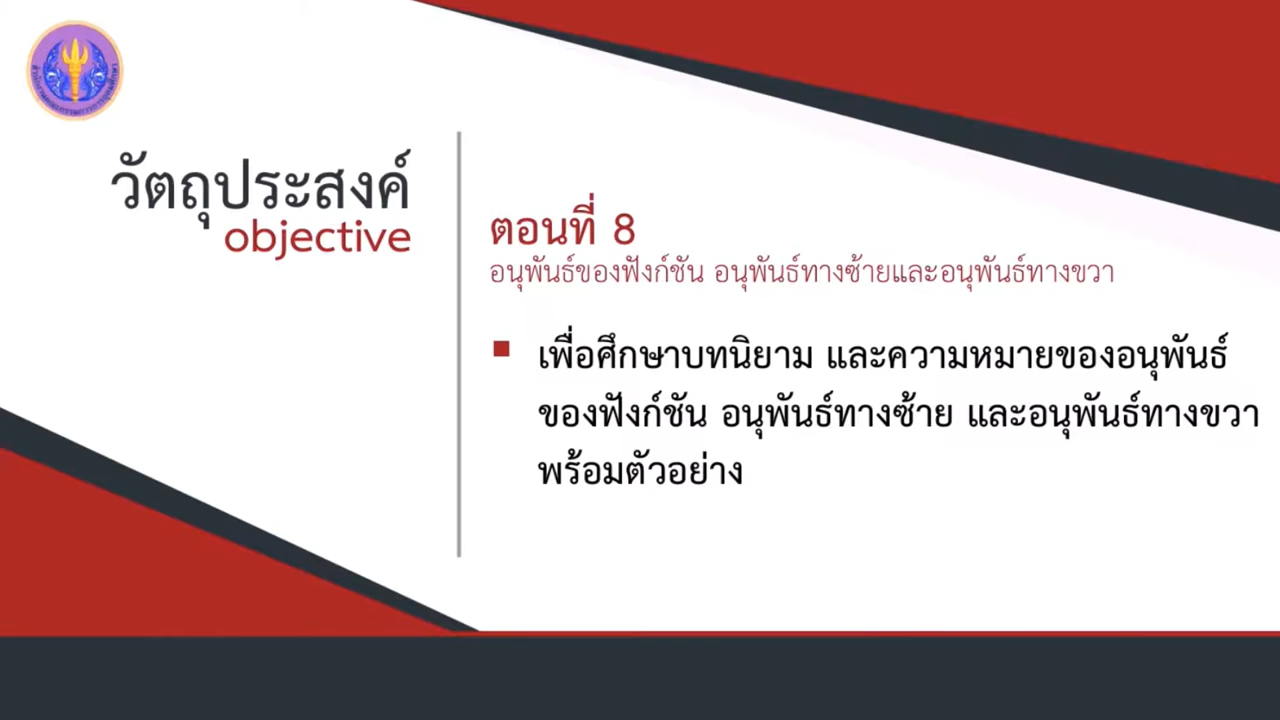 วัตถุประสงค์
objective
ตอนที่ 8
อนุพันธ์ของฟังก์ชัน อนุพันธ์ทางซ้ายและอนุพันธ์ทางขวา
เพื่อศึกษาบทนิยาม และความหมายของอนุพันธ์
ของฟังก์ชัน อนุพันธ์ทางซ้าย และอนุพันธ์ทางขวา
พร้อมตัวอย่าง